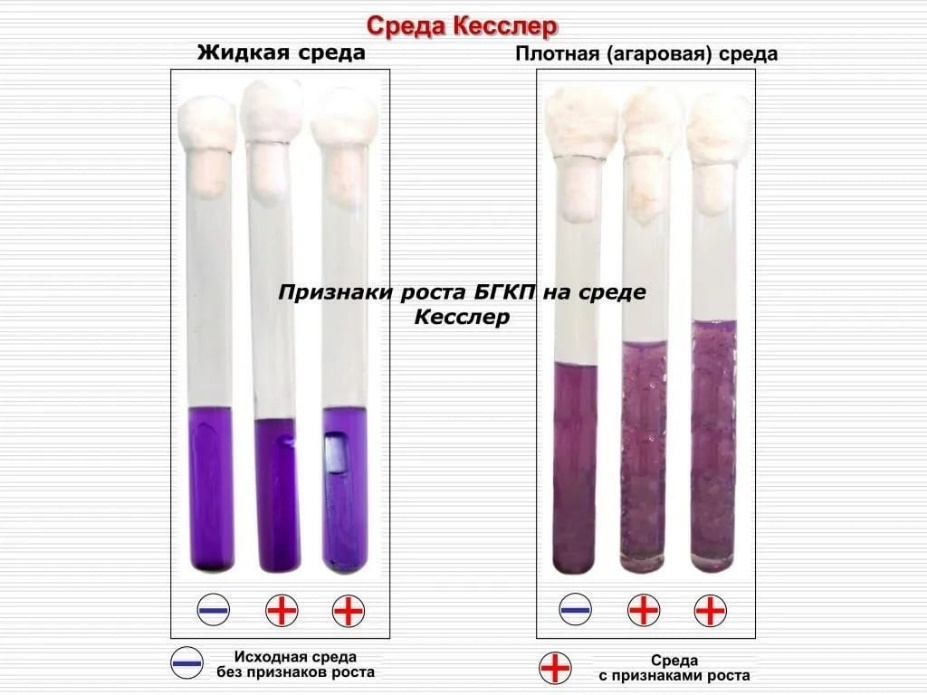 Среда Кесслер
Жидкая среда
Плотная (агаровая) среда
Признаки роста БГКП на среде
Кесслер
Исходная среда
без признаков роста
Среда
с признаками роста